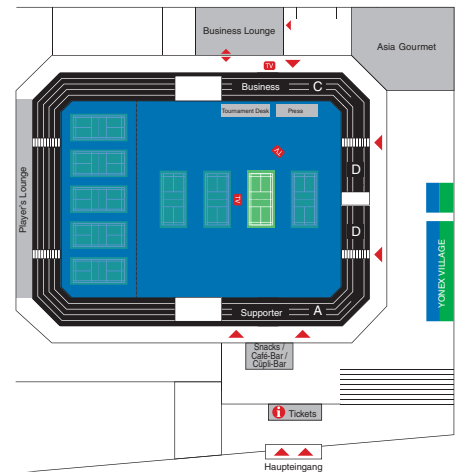 Business Lounge
Asia Gourmet
TV
Business
C
Tournament Desk
Press
TV
Player's Lounge
D
TV
D
YONEX VILLAGE
Supporter
A
Snacks /
Café-Bar /
Cüpli-Bar
i Tickets
Haupteingang